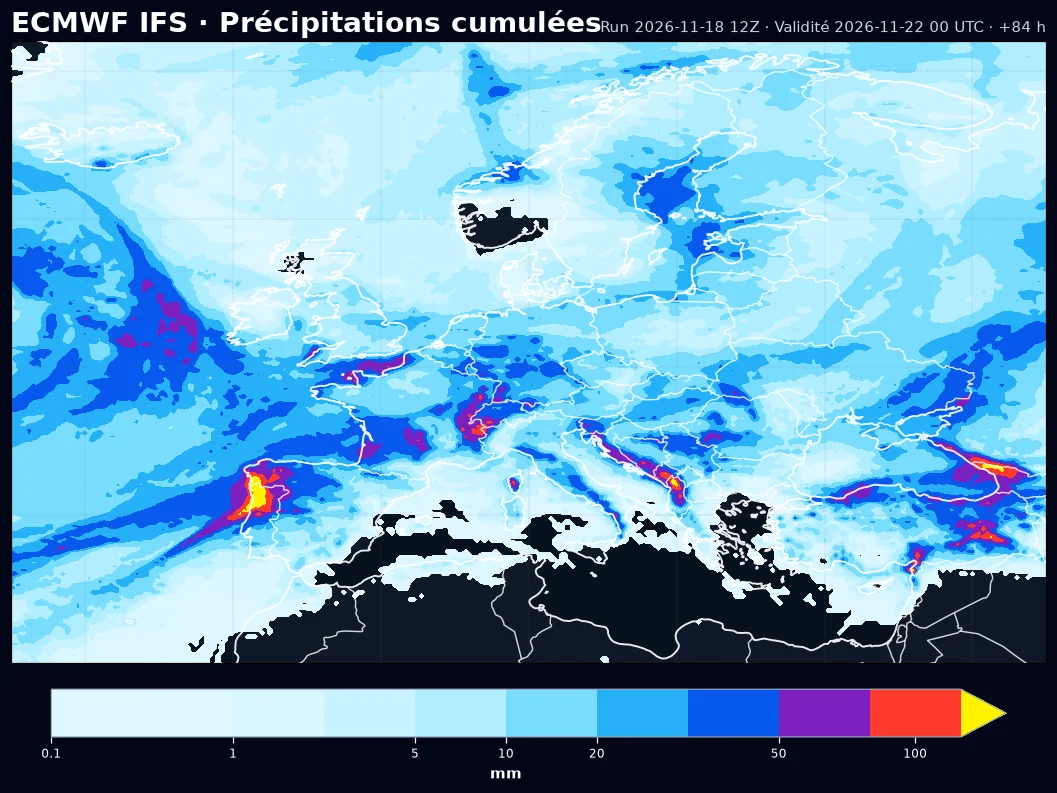 ECMWF IFS · Précipitations cumulées
Run 2026-11-18 12Z · Validité 2026-11-22 00 UTC · +84 h
0.1 1 5 10 20 50 100
mm